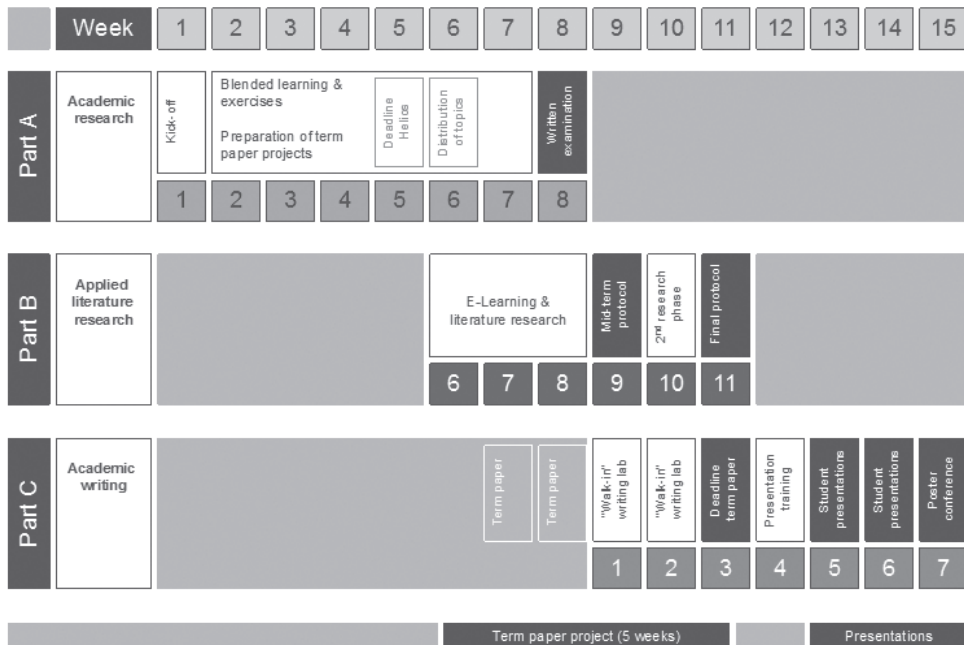 Week 1 2 3 4 5 6 7 8 9 10 11 12 13 14 15
Part A
Academic
research
Kick-off
Blended learning &
exercises
Preparation of term
paper projects
Deadline
Helios
Distribution
of topics
Written
examination
1 2 3 4 5 6 7 8
Part B
Applied
literature
research
E-Learning &
literature research
Mid-term
protocol
2nd research
phase
Final protocol
6 7 8 9 10 11
Part C
Academic
writing
Term paper
Term paper
"Walk-in"
writing lab
"Walk-in"
writing lab
Deadline
term paper
Presentation
training
Student
presentations
Student
presentations
Poster
conference
1 2 3 4 5 6 7
Term paper project (5 weeks)
Presentations